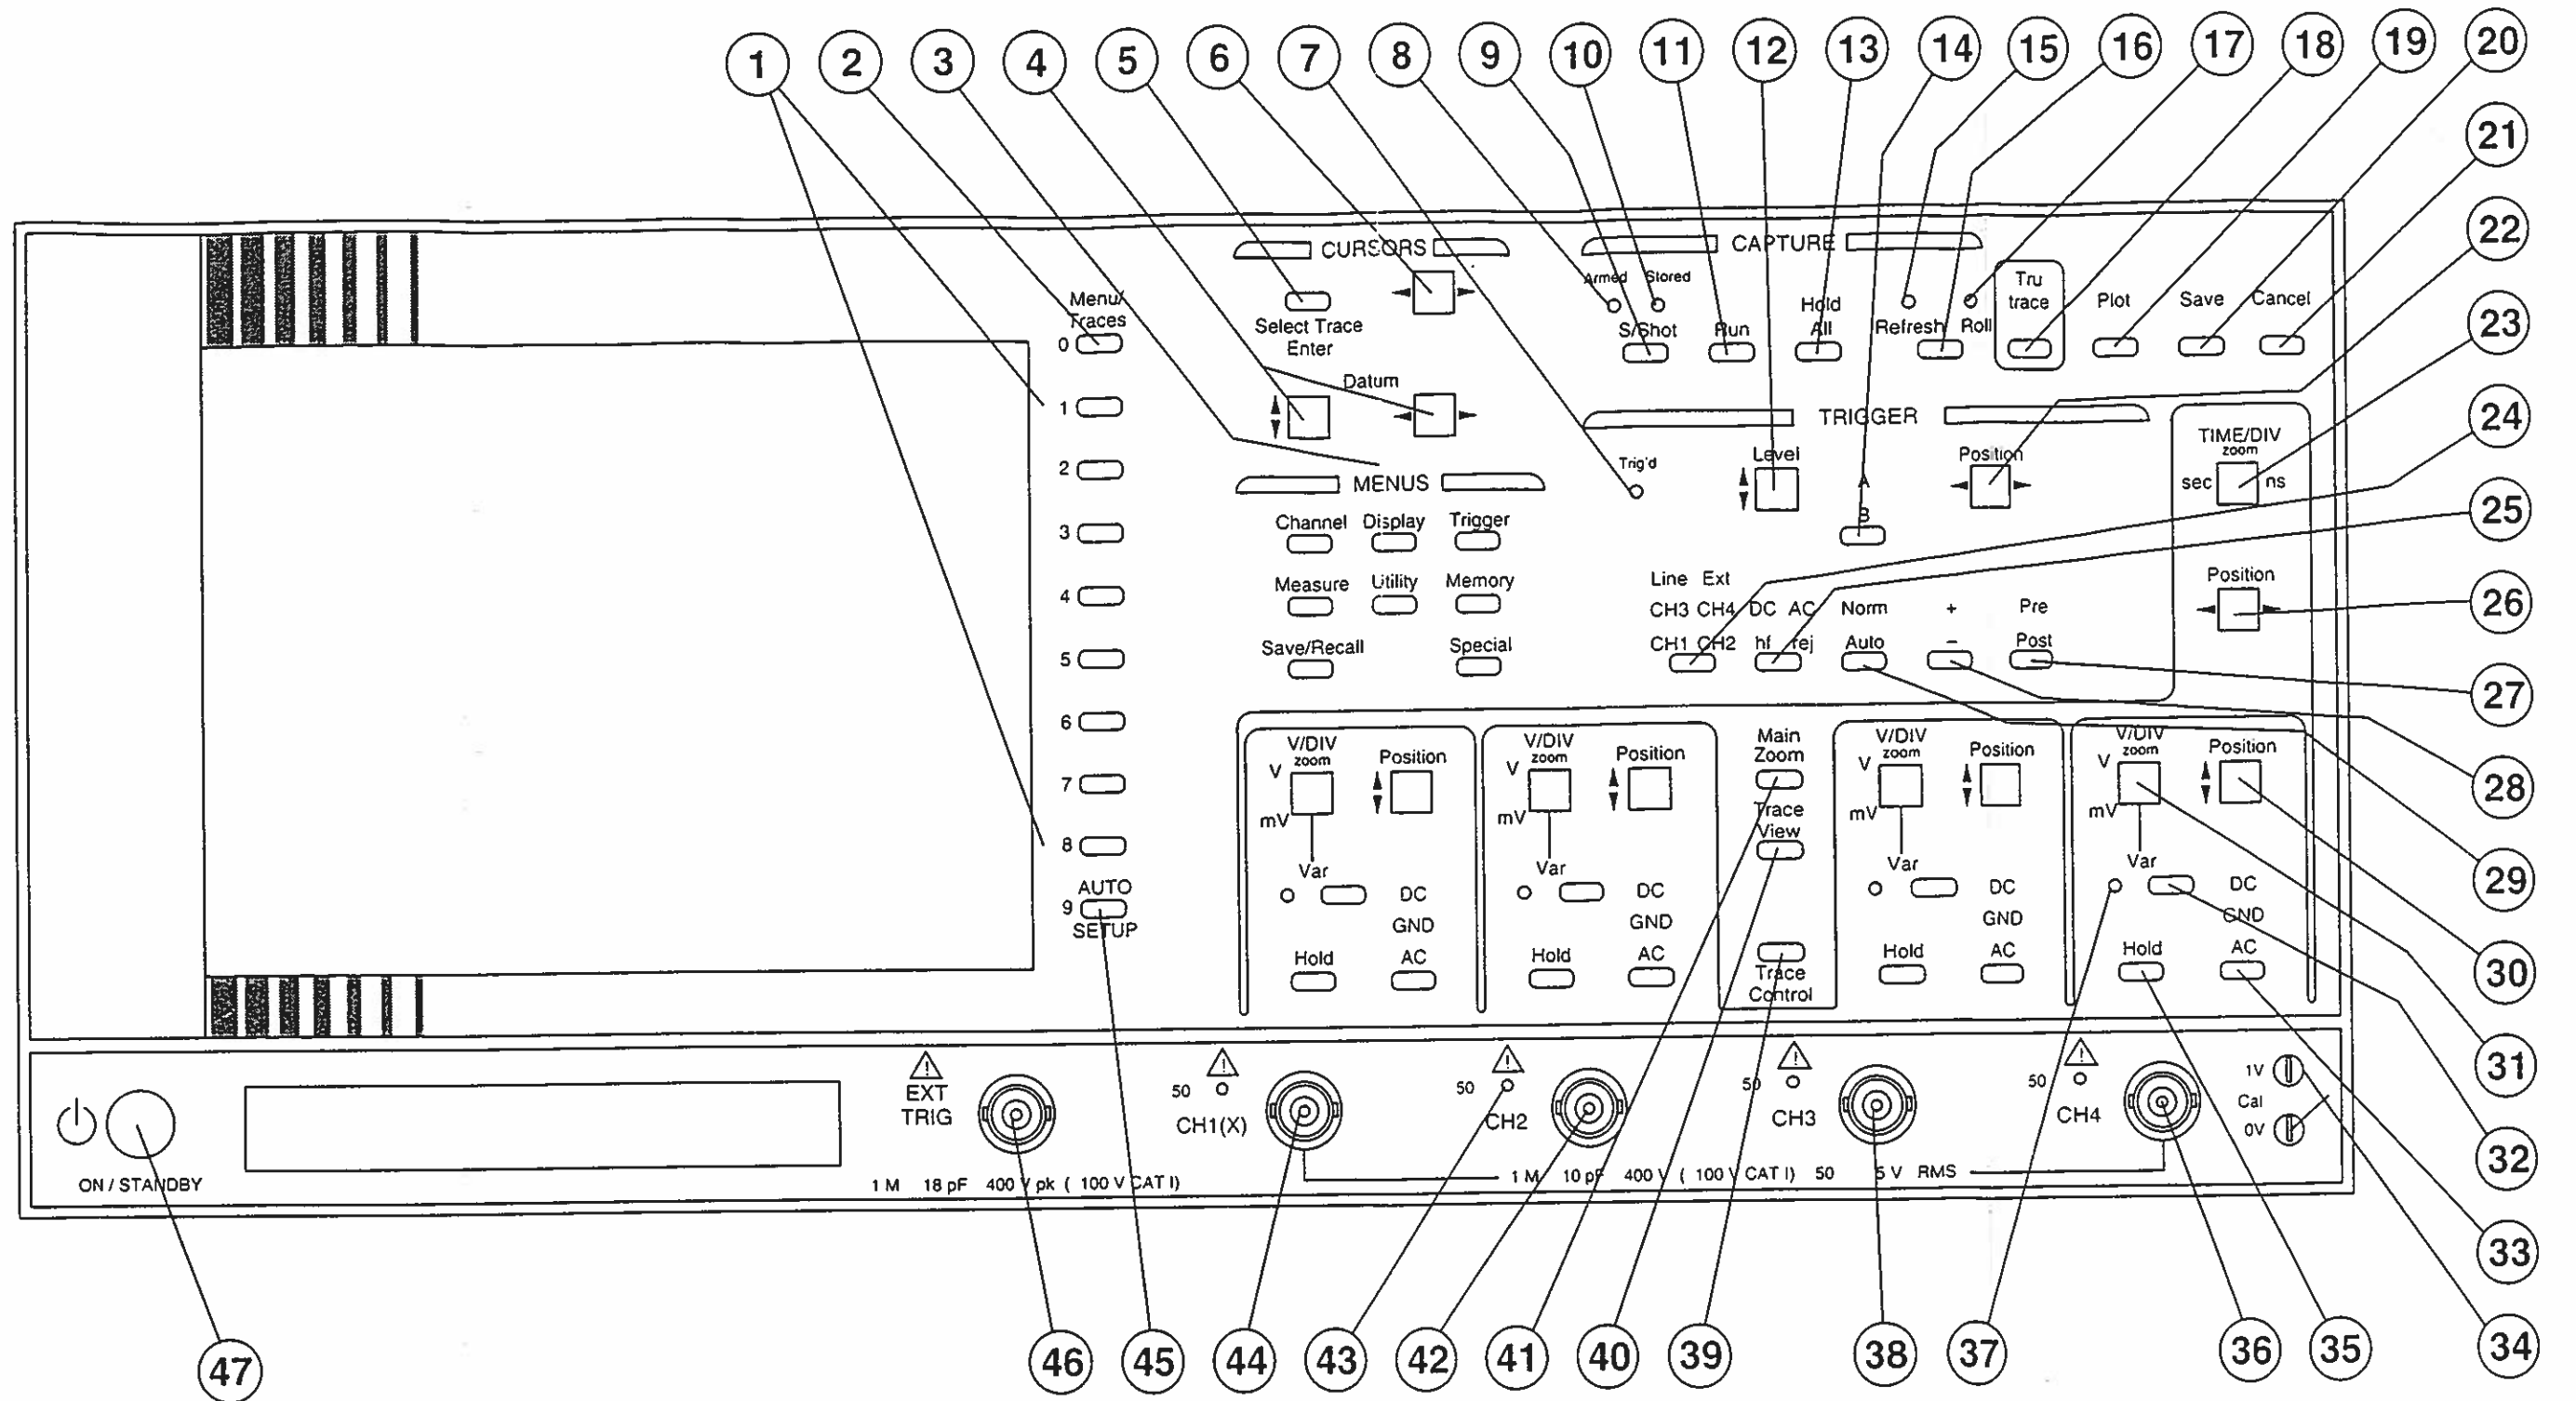 1 2 3 4 5 6 7 8 9 10 11 12 13 14 15 16 17 18 19 20
21
22
23
24
25
26
27
28
29
30
31
32
33
34
35
36
37
38
39
40
41
42
43
44
45
46
47
CURSORS
Select Trace
Enter
Datum
CAPTURE
Armed Stored
S/Shot
Run
Hold
All
Refresh Roll
Tru
trace
Plot
Save
Cancel
Menu/
Traces
0
1
2
3
4
5
6
7
8
AUTO
9
SETUP
MENUS
Channel Display Trigger
Measure Utility Memory
Save/Recall Special
TRIGGER
Trig'd
Level
A
B
Position
Line Ext
CH3 CH4 DC AC Norm + Pre
CH1 CH2 hf rej Auto − Post
TIME/DIV
zoom
sec ns
Position
V/DIV
zoom
V
mV
Position
Var
DC
GND
Hold AC
V/DIV
zoom
V
mV
Position
Var
DC
GND
Hold AC
Main
Zoom
Trace
View
Trace
Control
V/DIV
zoom
V
mV
Position
Var
DC
GND
Hold AC
V/DIV
zoom
V
mV
Position
Var
DC
GND
Hold AC
ON / STANDBY
EXT
TRIG
50
CH1(X)
50
CH2
50
CH3
50
CH4
1V
Cal
0V
1 M 18 pF 400 V pk ( 100 V CAT I)
1 M 10 pF 400 V ( 100 V CAT I) 50 5 V RMS